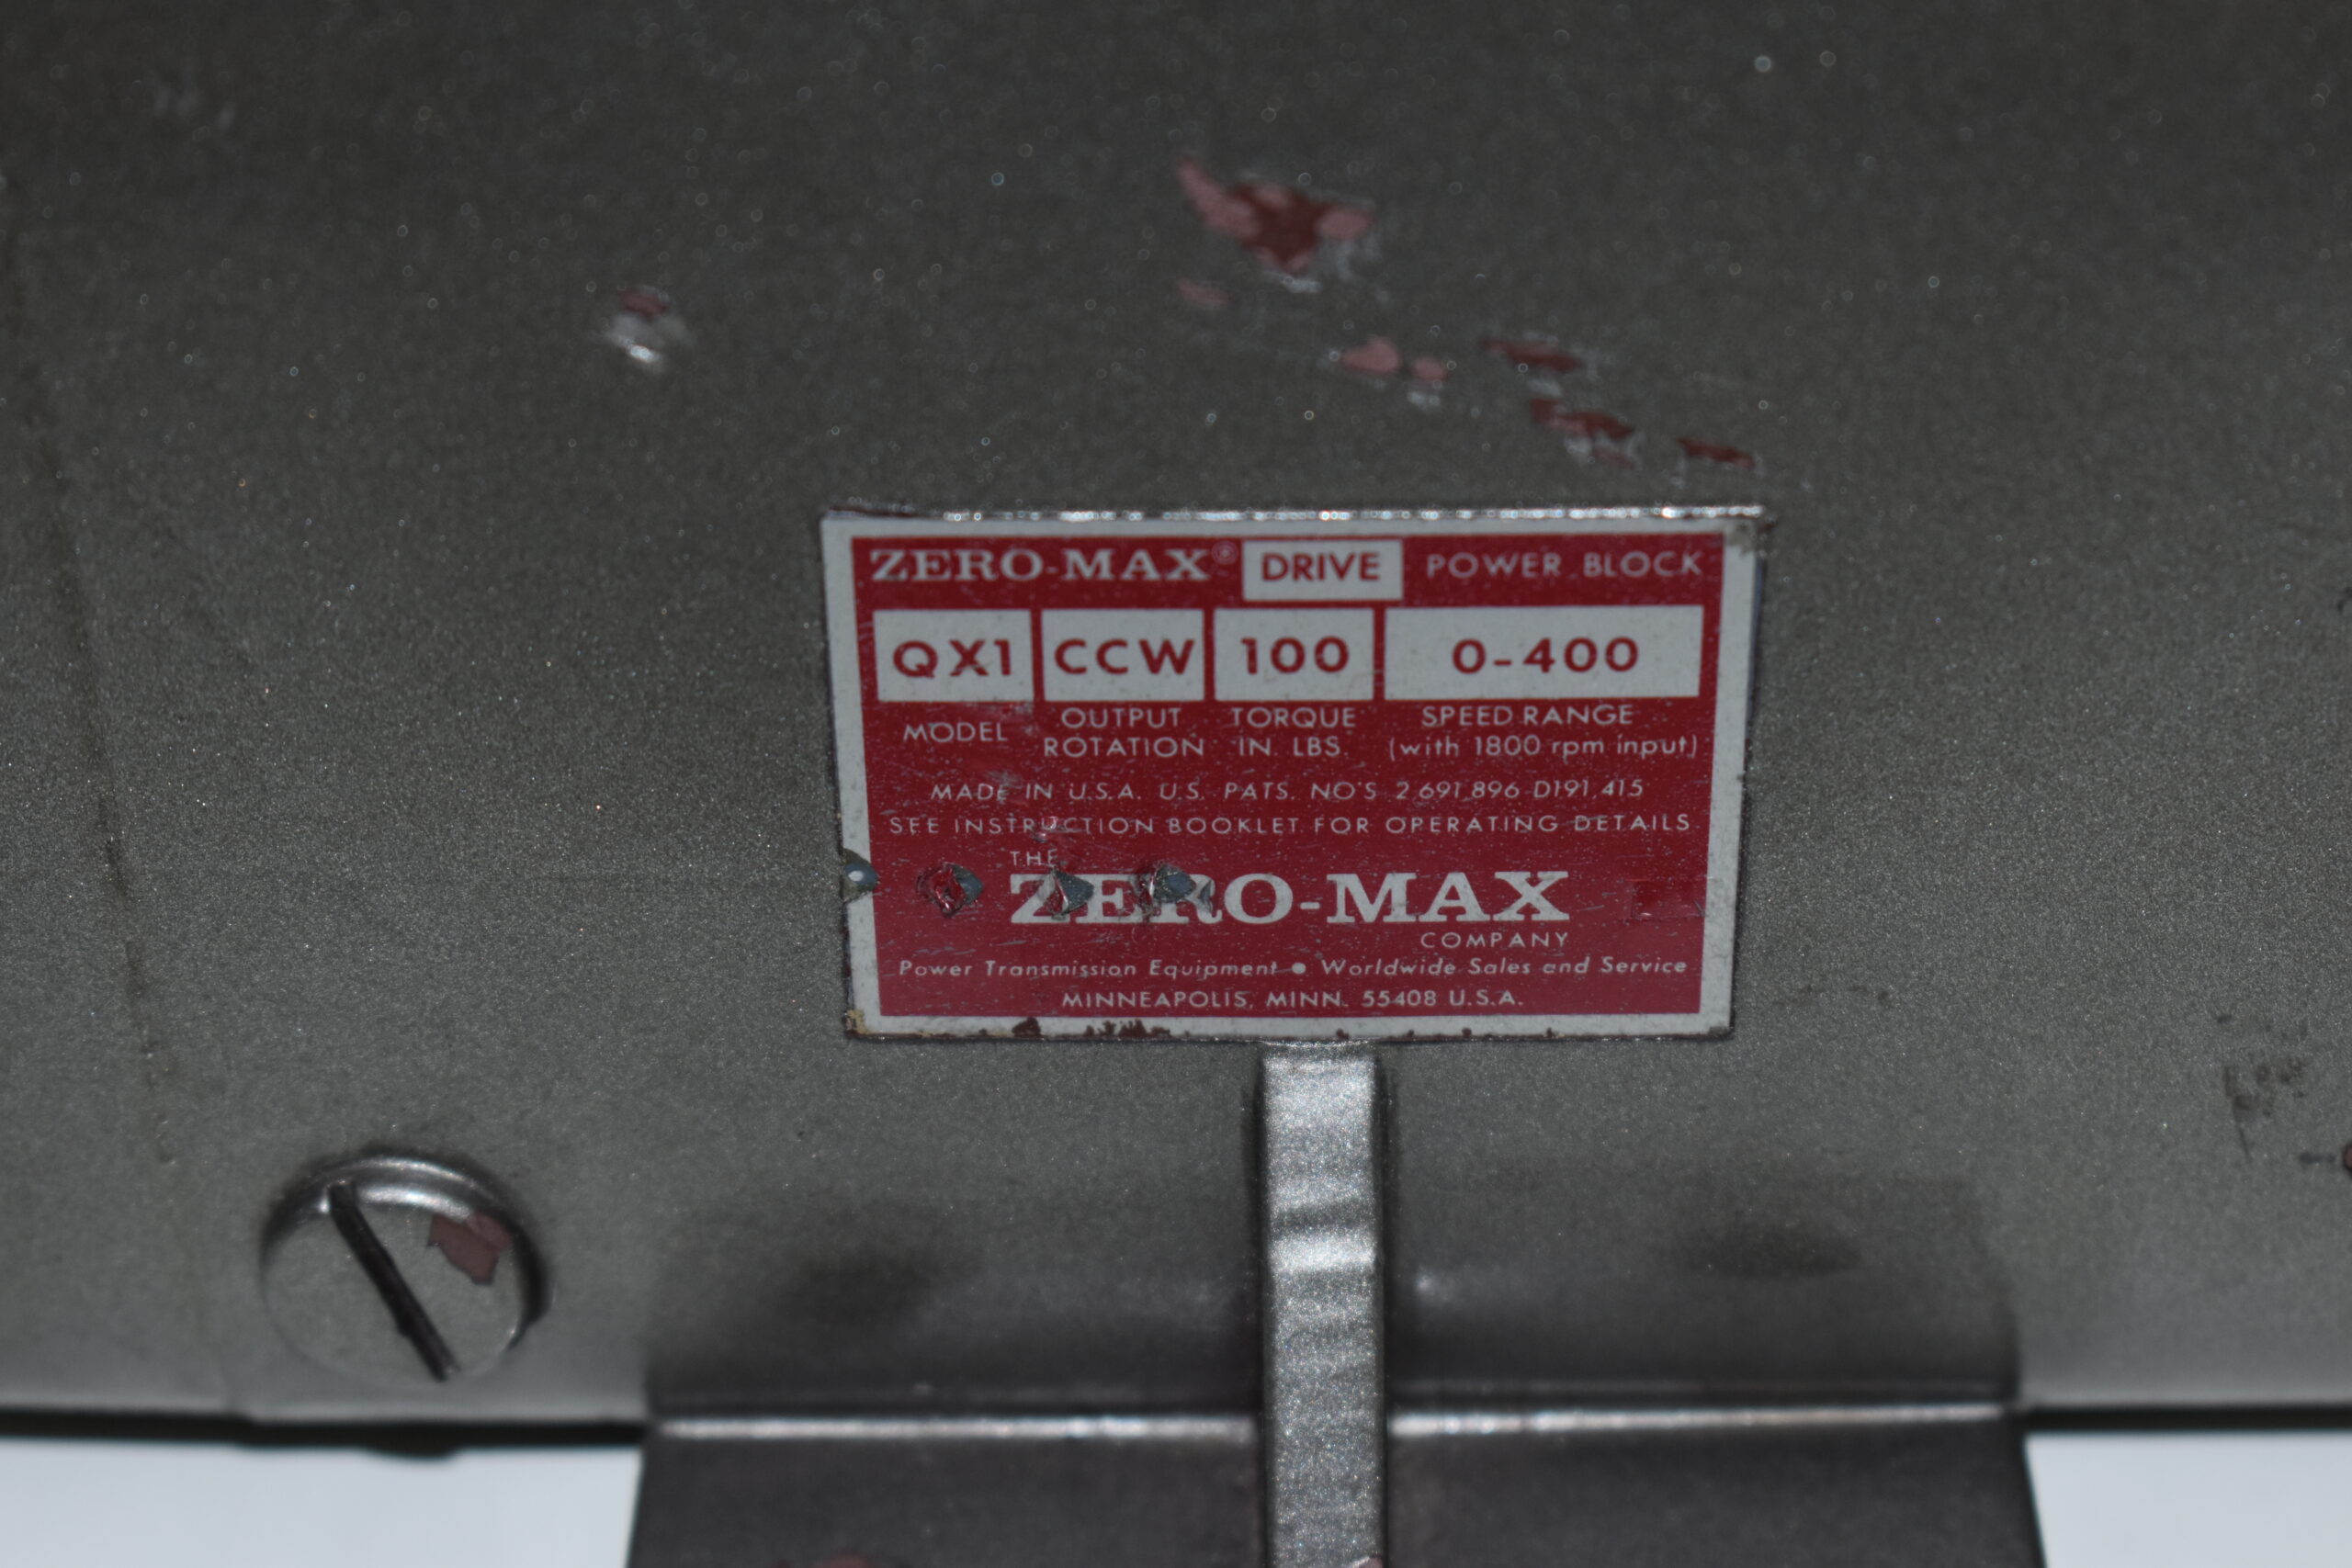 ZERO-MAX® DRIVE POWER BLOCK
QX1 CCW 100 0-400
MODEL OUTPUT ROTATION TORQUE IN. LBS. SPEED RANGE (with 1800 rpm input)
MADE IN U.S.A. U.S. PATS. NO'S 2 691 896 D191,415
SEE INSTRUCTION BOOKLET FOR OPERATING DETAILS
THE
ZERO-MAX
COMPANY
Power Transmission Equipment • Worldwide Sales and Service
MINNEAPOLIS, MINN. 55408 U.S.A.